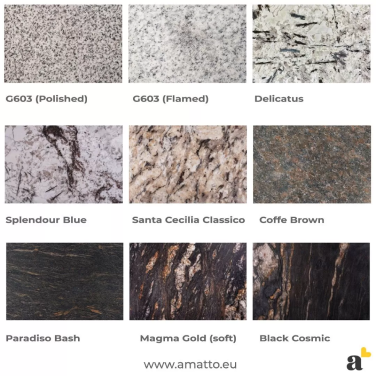 G603 (Polished) G603 (Flamed) Delicatus
Splendour Blue Santa Cecilia Classico Coffe Brown
Paradiso Bash Magma Gold (soft) Black Cosmic
www.amatto.eu a